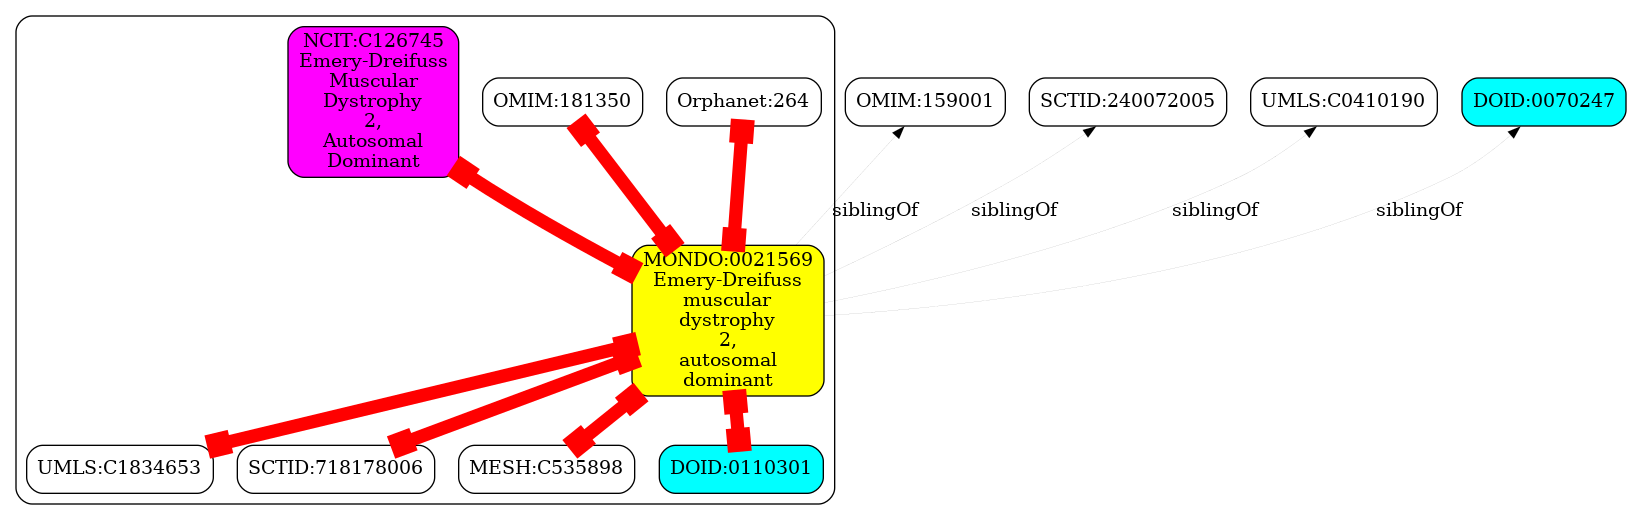 NCIT:C126745
Emery-Dreifuss
Muscular
Dystrophy
2,
Autosomal
Dominant
OMIM:181350
Orphanet:264
OMIM:159001
SCTID:240072005
UMLS:C0410190
DOID:0070247
siblingOf
siblingOf
siblingOf
siblingOf
MONDO:0021569
Emery-Dreifuss
muscular
dystrophy
2,
autosomal
dominant
UMLS:C1834653
SCTID:718178006
MESH:C535898
DOID:0110301